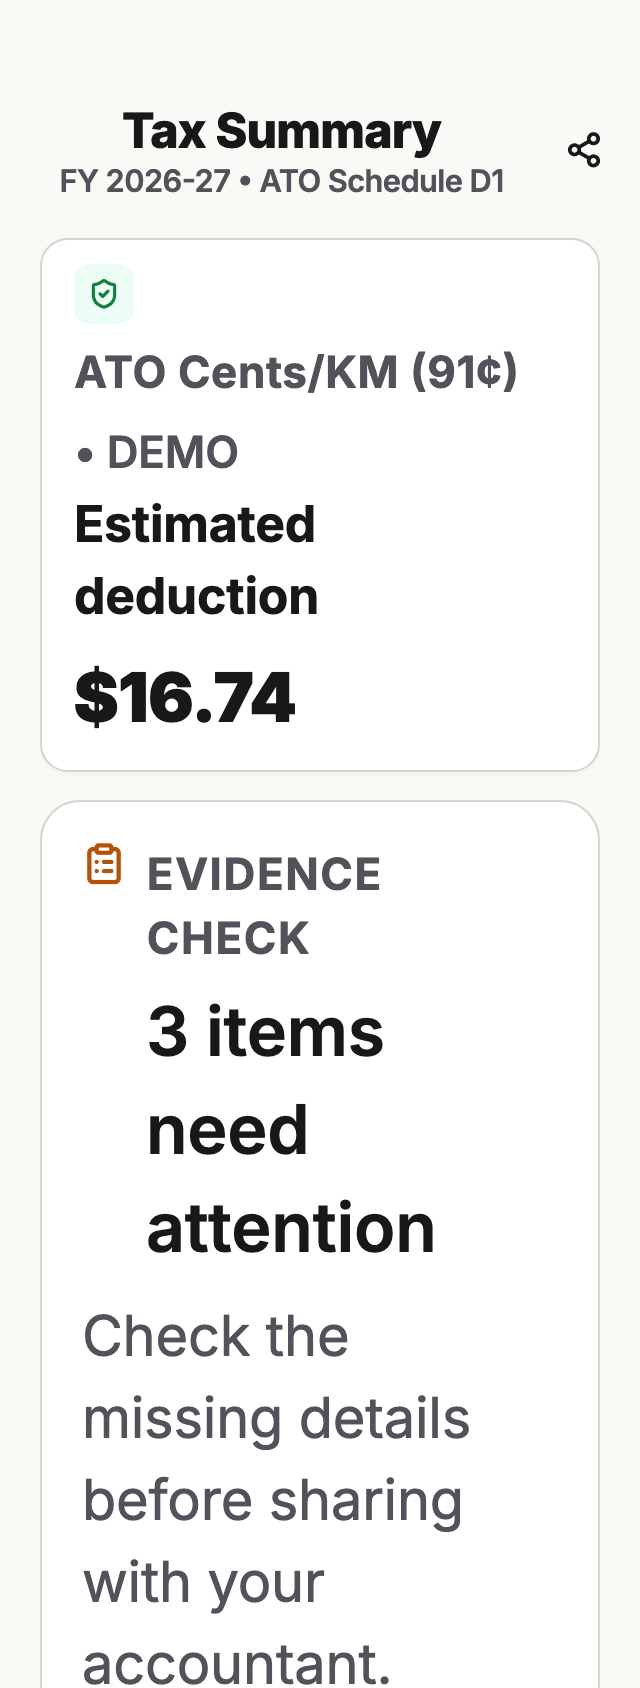 Tax Summary
FY 2026-27 • ATO Schedule D1
ATO Cents/KM (91¢)
• DEMO
Estimated
deduction
$16.74
EVIDENCE
CHECK
3 items
need
attention
Check the
missing details
before sharing
with your
accountant.